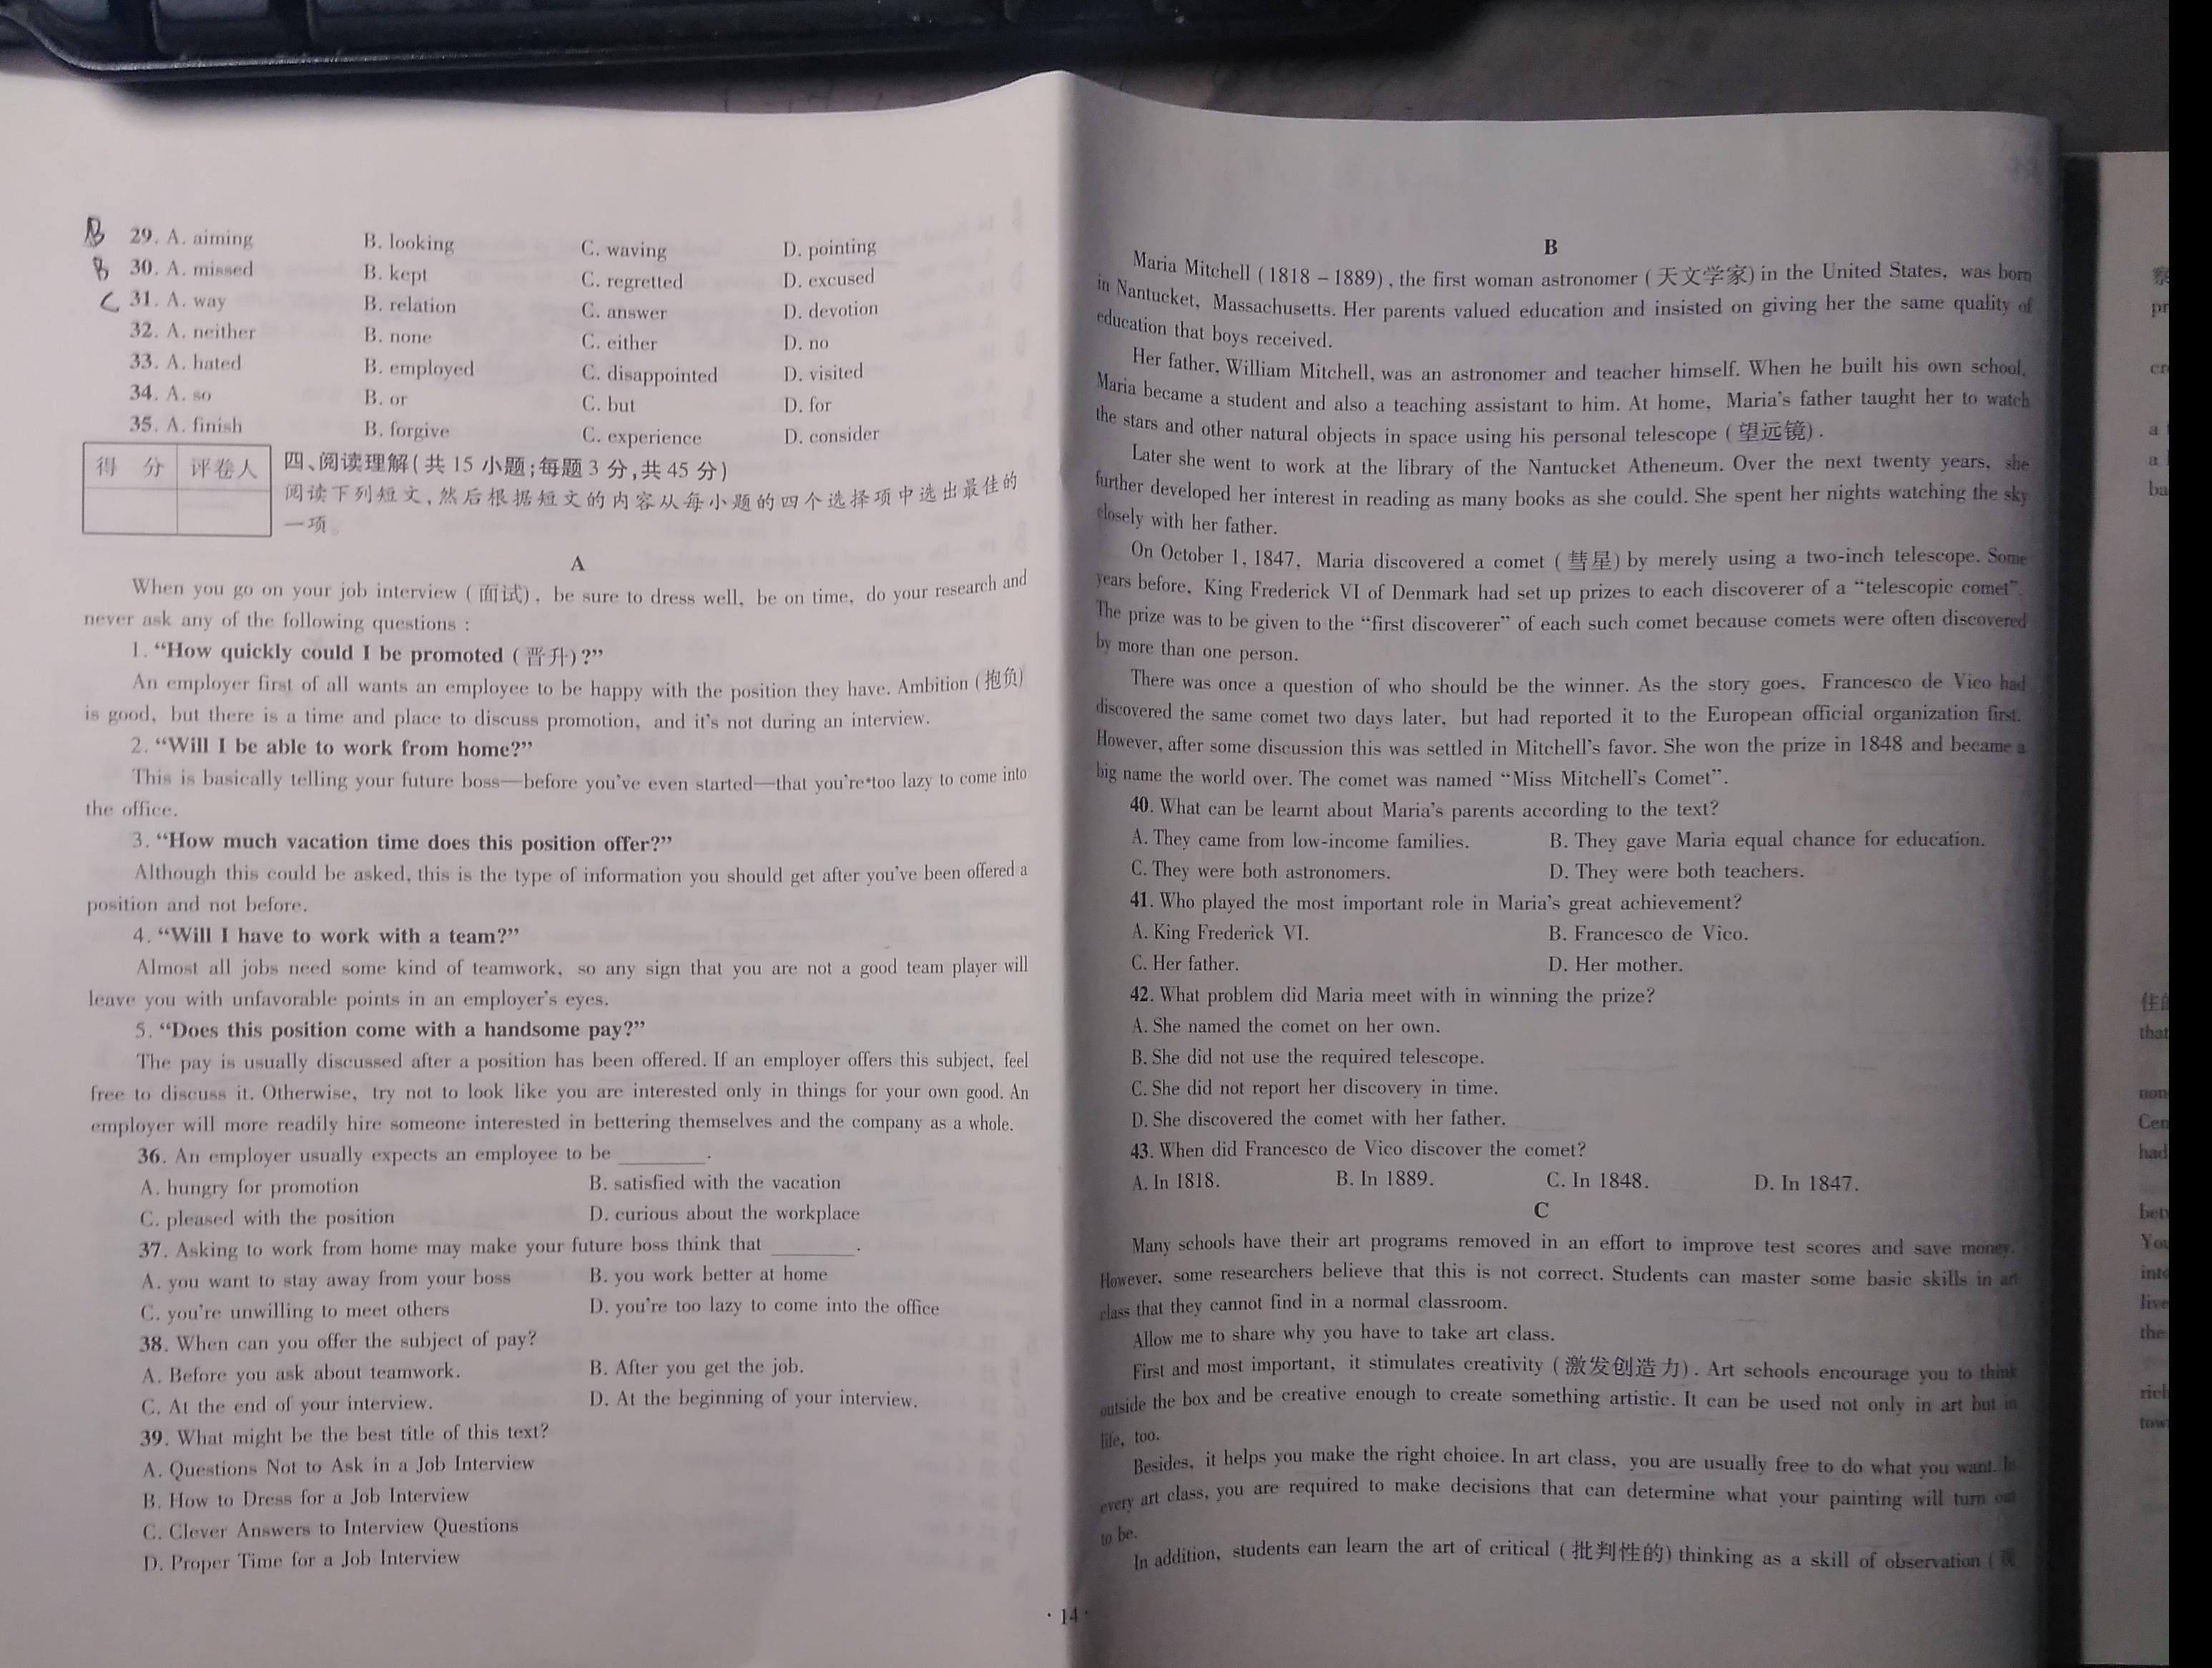 B 29. A. aiming B. looking C. waving D. pointing
B 30. A. missed B. kept C. regretted D. excused
C 31. A. way B. relation C. answer D. devotion
32. A. neither B. none C. either D. no
33. A. hated B. employed C. disappointed D. visited
34. A. so B. or C. but D. for
35. A. finish B. forgive C. experience D. consider
得 分 评卷人
四、阅读理解(共 15 小题;每题 3 分,共 45 分)
阅读下列短文,然后根据短文的内容从每小题的四个选择项中选出最佳的
一项。
A
When you go on your job interview (面试), be sure to dress well, be on time, do your research and
never ask any of the following questions:
1. “How quickly could I be promoted (晋升)?”
An employer first of all wants an employee to be happy with the position they have. Ambition (抱负)
is good, but there is a time and place to discuss promotion, and it's not during an interview.
2. “Will I be able to work from home?”
This is basically telling your future boss—before you've even started—that you're too lazy to come into
the office.
3. “How much vacation time does this position offer?”
Although this could be asked, this is the type of information you should get after you've been offered a
position and not before.
4. “Will I have to work with a team?”
Almost all jobs need some kind of teamwork, so any sign that you are not a good team player will
leave you with unfavorable points in an employer's eyes.
5. “Does this position come with a handsome pay?”
The pay is usually discussed after a position has been offered. If an employer offers this subject, feel
free to discuss it. Otherwise, try not to look like you are interested only in things for your own good. An
employer will more readily hire someone interested in bettering themselves and the company as a whole.
36. An employer usually expects an employee to be ________.
A. hungry for promotion B. satisfied with the vacation
C. pleased with the position D. curious about the workplace
37. Asking to work from home may make your future boss think that ________.
A. you want to stay away from your boss B. you work better at home
C. you're unwilling to meet others D. you're too lazy to come into the office
38. When can you offer the subject of pay?
A. Before you ask about teamwork. B. After you get the job.
C. At the end of your interview. D. At the beginning of your interview.
39. What might be the best title of this text?
A. Questions Not to Ask in a Job Interview
B. How to Dress for a Job Interview
C. Clever Answers to Interview Questions
D. Proper Time for a Job Interview
B
Maria Mitchell (1818 – 1889), the first woman astronomer (天文学家) in the United States, was born
in Nantucket, Massachusetts. Her parents valued education and insisted on giving her the same quality of
education that boys received.
Her father, William Mitchell, was an astronomer and teacher himself. When he built his own school,
Maria became a student and also a teaching assistant to him. At home, Maria's father taught her to watch
the stars and other natural objects in space using his personal telescope (望远镜).
Later she went to work at the library of the Nantucket Atheneum. Over the next twenty years, she
further developed her interest in reading as many books as she could. She spent her nights watching the sky
closely with her father.
On October 1, 1847, Maria discovered a comet (彗星) by merely using a two-inch telescope. Some
years before, King Frederick VI of Denmark had set up prizes to each discoverer of a “telescopic comet”.
The prize was to be given to the “first discoverer” of each such comet because comets were often discovered
by more than one person.
There was once a question of who should be the winner. As the story goes, Francesco de Vico had
discovered the same comet two days later, but had reported it to the European official organization first.
However, after some discussion this was settled in Mitchell's favor. She won the prize in 1848 and became a
big name the world over. The comet was named “Miss Mitchell's Comet”.
40. What can be learnt about Maria's parents according to the text?
A. They came from low-income families. B. They gave Maria equal chance for education.
C. They were both astronomers. D. They were both teachers.
41. Who played the most important role in Maria's great achievement?
A. King Frederick VI. B. Francesco de Vico.
C. Her father. D. Her mother.
42. What problem did Maria meet with in winning the prize?
A. She named the comet on her own.
B. She did not use the required telescope.
C. She did not report her discovery in time.
D. She discovered the comet with her father.
43. When did Francesco de Vico discover the comet?
A. In 1818. B. In 1889. C. In 1848. D. In 1847.
C
Many schools have their art programs removed in an effort to improve test scores and save money.
However, some researchers believe that this is not correct. Students can master some basic skills in art
class that they cannot find in a normal classroom.
Allow me to share why you have to take art class.
First and most important, it stimulates creativity (激发创造力). Art schools encourage you to think
outside the box and be creative enough to create something artistic. It can be used not only in art but in
life, too.
Besides, it helps you make the right choice. In art class, you are usually free to do what you want. In
every art class, you are required to make decisions that can determine what your painting will turn out
to be.
In addition, students can learn the art of critical (批判性的) thinking as a skill of observation (观
· 14 ·
察
pr
cr
a
a
ba
住的
that
non
Cen
had
betw
You
into
live
the
rich
tow